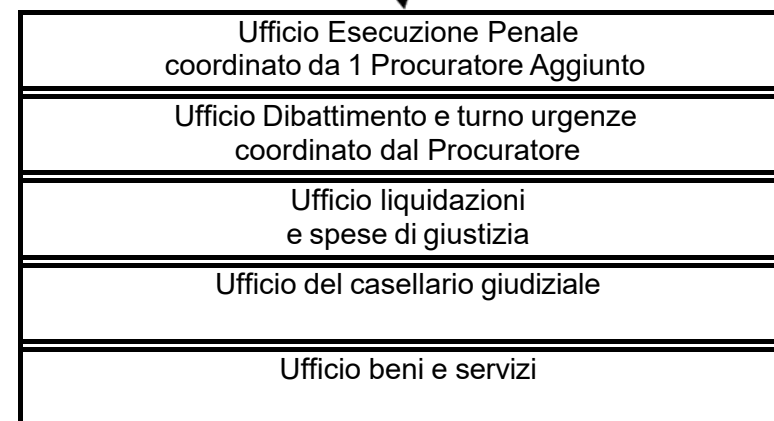 Ufficio Esecuzione Penale
coordinato da 1 Procuratore Aggiunto
Ufficio Dibattimento e turno urgenze
coordinato dal Procuratore
Ufficio liquidazioni
e spese di giustizia
Ufficio del casellario giudiziale
Ufficio beni e servizi